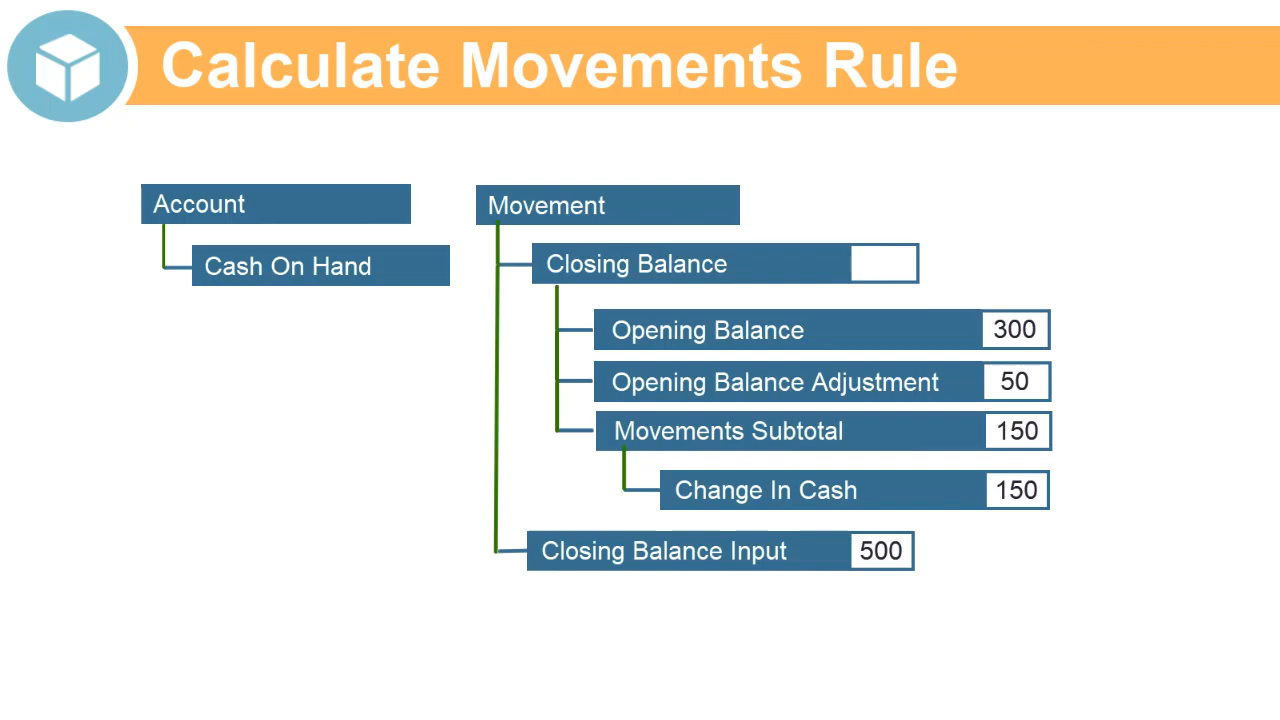 Calculate Movements Rule
Account
Movement
Cash On Hand
Closing Balance
Opening Balance 300
Opening Balance Adjustment 50
Movements Subtotal 150
Change In Cash 150
Closing Balance Input 500